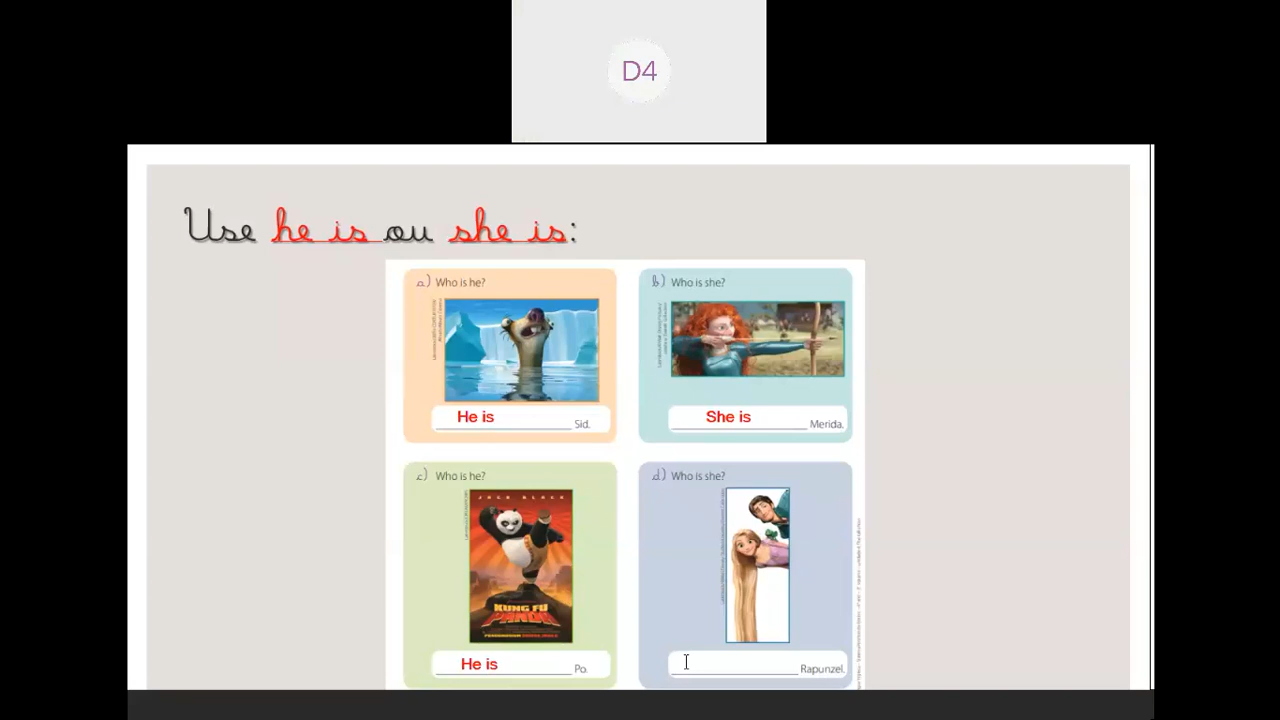 D4
Use he is ou she is:
a) Who is he?
He is Sid.
b) Who is she?
She is Merida.
c) Who is he?
JACK BLACK
KUNG FU
PANDA
He is Po.
d) Who is she?
Rapunzel.